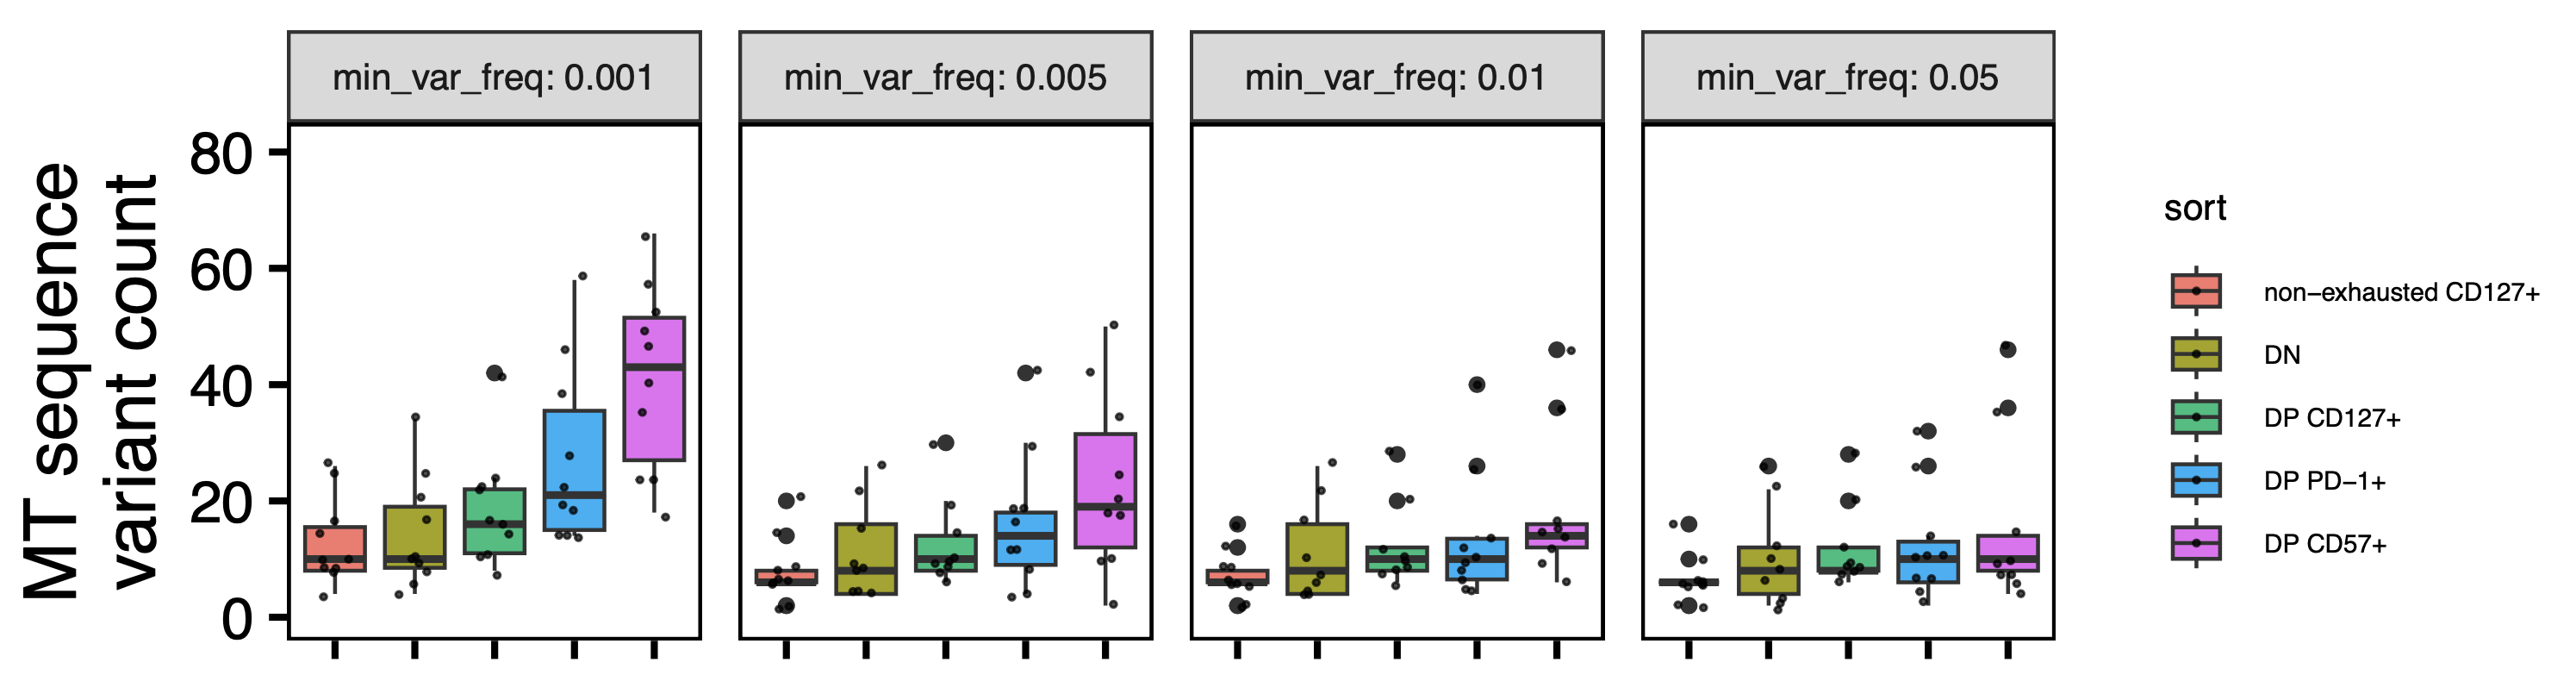 min_var_freq: 0.001
min_var_freq: 0.005
min_var_freq: 0.01
min_var_freq: 0.05
MT sequence
variant count
80
60
40
20
0
sort
non−exhausted CD127+
DN
DP CD127+
DP PD−1+
DP CD57+